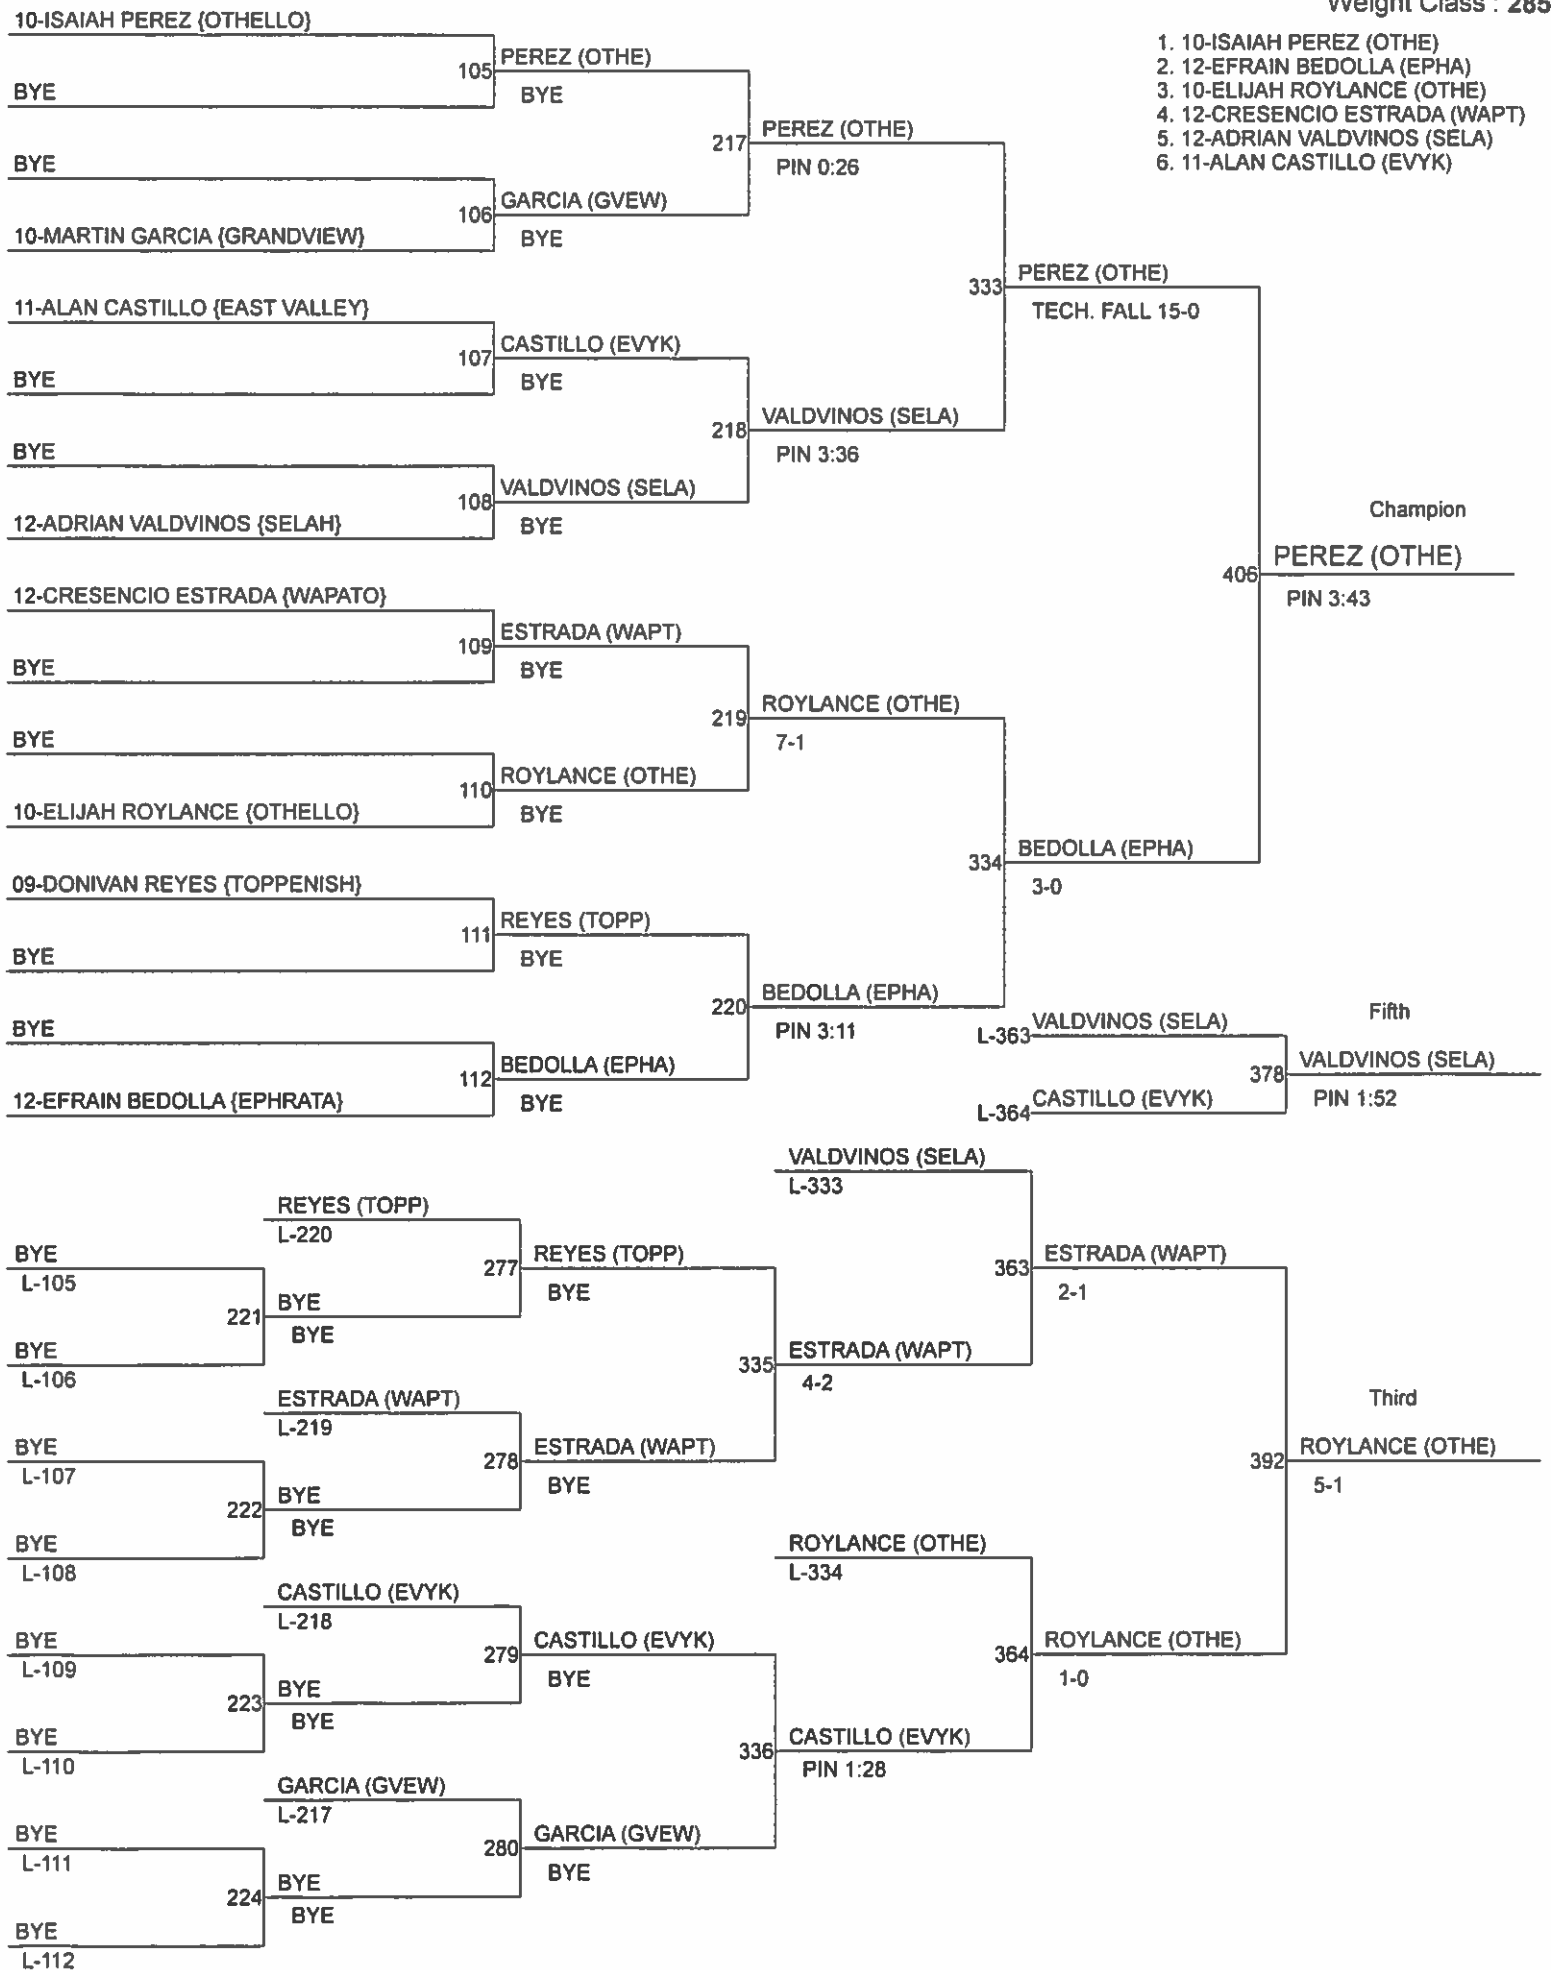 Weight Class : 285
1. 10-ISAIAH PEREZ (OTHE)
2. 12-EFRAIN BEDOLLA (EPHA)
3. 10-ELIJAH ROYLANCE (OTHE)
4. 12-CRESENCIO ESTRADA (WAPT)
5. 12-ADRIAN VALDVINOS (SELA)
6. 11-ALAN CASTILLO (EVYK)
10-ISAIAH PEREZ {OTHELLO}
105 PEREZ (OTHE)
BYE
BYE
217 PEREZ (OTHE)
PIN 0:26
BYE
106 GARCIA (GVEW)
BYE
10-MARTIN GARCIA {GRANDVIEW}
333 PEREZ (OTHE)
TECH. FALL 15-0
11-ALAN CASTILLO {EAST VALLEY}
107 CASTILLO (EVYK)
BYE
BYE
218 VALDVINOS (SELA)
PIN 3:36
BYE
108 VALDVINOS (SELA)
BYE
12-ADRIAN VALDVINOS {SELAH}
Champion
406 PEREZ (OTHE)
PIN 3:43
12-CRESENCIO ESTRADA {WAPATO}
109 ESTRADA (WAPT)
BYE
BYE
219 ROYLANCE (OTHE)
7-1
BYE
110 ROYLANCE (OTHE)
BYE
10-ELIJAH ROYLANCE {OTHELLO}
334 BEDOLLA (EPHA)
3-0
09-DONIVAN REYES {TOPPENISH}
111 REYES (TOPP)
BYE
BYE
220 BEDOLLA (EPHA)
PIN 3:11
BYE
112 BEDOLLA (EPHA)
BYE
12-EFRAIN BEDOLLA {EPHRATA}
Fifth
L-363 VALDVINOS (SELA)
378 VALDVINOS (SELA)
PIN 1:52
L-364 CASTILLO (EVYK)
VALDVINOS (SELA)
L-333
REYES (TOPP)
L-220
BYE
L-105
277 REYES (TOPP)
BYE
363 ESTRADA (WAPT)
2-1
221 BYE
BYE
BYE
L-106
335 ESTRADA (WAPT)
4-2
ESTRADA (WAPT)
L-219
BYE
L-107
278 ESTRADA (WAPT)
BYE
Third
392 ROYLANCE (OTHE)
5-1
222 BYE
BYE
BYE
L-108
ROYLANCE (OTHE)
L-334
CASTILLO (EVYK)
L-218
BYE
L-109
279 CASTILLO (EVYK)
BYE
364 ROYLANCE (OTHE)
1-0
223 BYE
BYE
BYE
L-110
336 CASTILLO (EVYK)
PIN 1:28
GARCIA (GVEW)
L-217
BYE
L-111
280 GARCIA (GVEW)
BYE
224 BYE
BYE
BYE
L-112